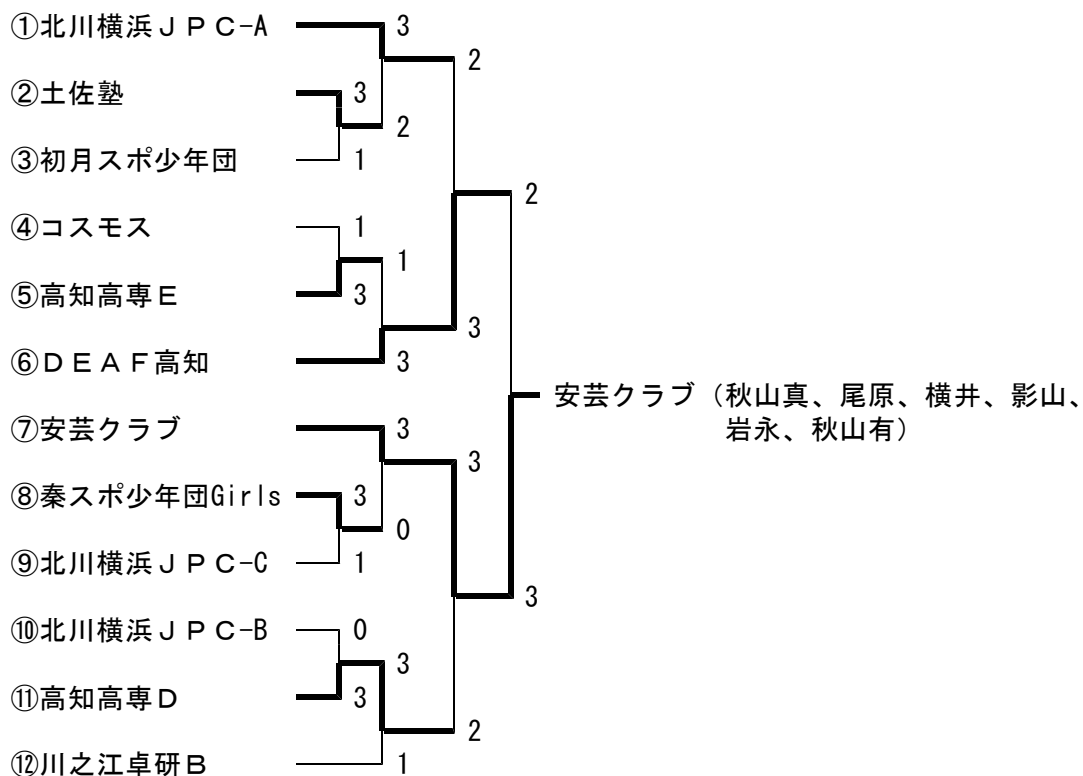 ①北川横浜ＪＰＣ-A
3
2
②土佐塾
3
2
③初月スポ少年団
1
2
④コスモス
1
1
⑤高知高専Ｅ
3
3
⑥ＤＥＡＦ高知
3
安芸クラブ（秋山真、尾原、横井、影山、
岩永、秋山有）
⑦安芸クラブ
3
3
⑧秦スポ少年団Girls
3
0
⑨北川横浜ＪＰＣ-C
1
3
⑩北川横浜ＪＰＣ-B
0
3
⑪高知高専Ｄ
3
2
⑫川之江卓研Ｂ
1